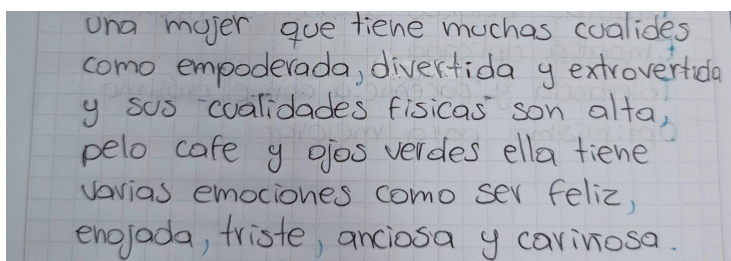 una mujer que tiene muchas cualides
como empoderada, divertida y extrovertida
y sus cualidades fisicas son alta,
pelo cafe y ojos verdes ella tiene
varias emociones como ser feliz,
enojada, triste, anciosa y cariñosa.